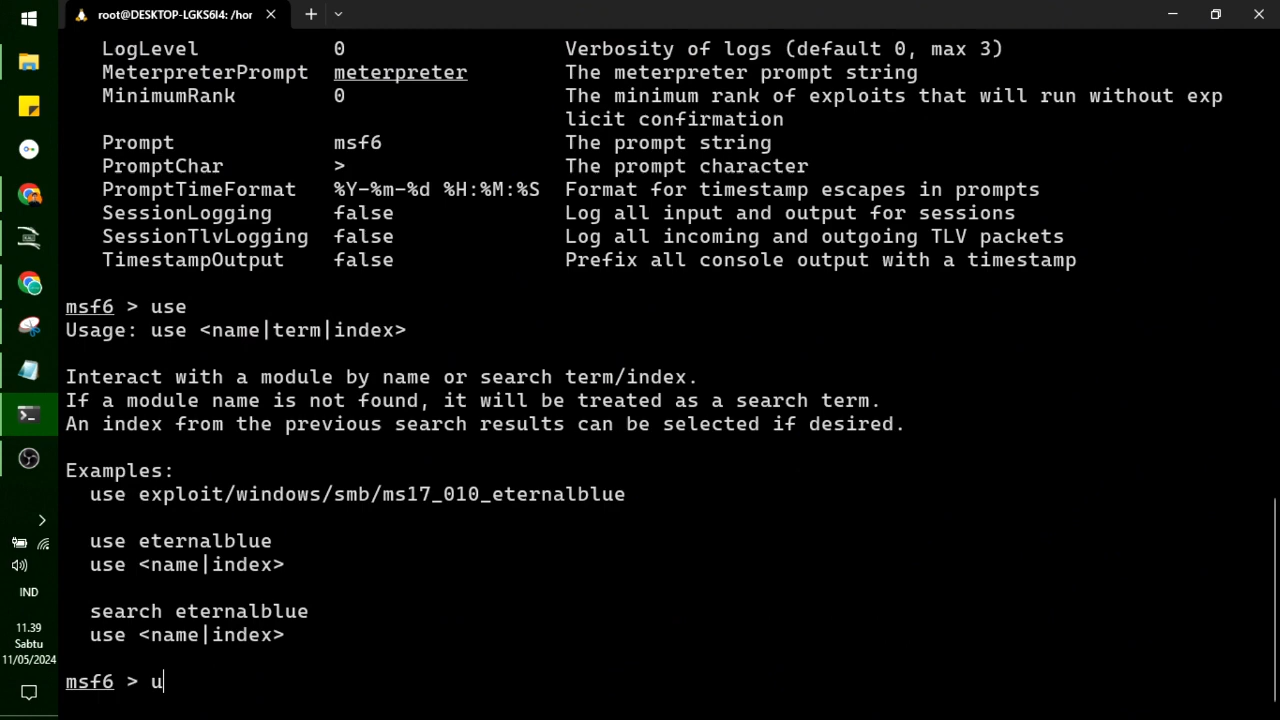 root@DESKTOP-LGKS6I4: /hor
LogLevel 0 Verbosity of logs (default 0, max 3)
MeterpreterPrompt meterpreter The meterpreter prompt string
MinimumRank 0 The minimum rank of exploits that will run without exp
licit confirmation
Prompt msf6 The prompt string
PromptChar > The prompt character
PromptTimeFormat %Y-%m-%d %H:%M:%S Format for timestamp escapes in prompts
SessionLogging false Log all input and output for sessions
SessionTlvLogging false Log all incoming and outgoing TLV packets
TimestampOutput false Prefix all console output with a timestamp
msf6 > use
Usage: use <name|term|index>
Interact with a module by name or search term/index.
If a module name is not found, it will be treated as a search term.
An index from the previous search results can be selected if desired.
Examples:
use exploit/windows/smb/ms17_010_eternalblue
use eternalblue
use <name|index>
search eternalblue
use <name|index>
msf6 > u
IND
11.39
Sabtu
11/05/2024